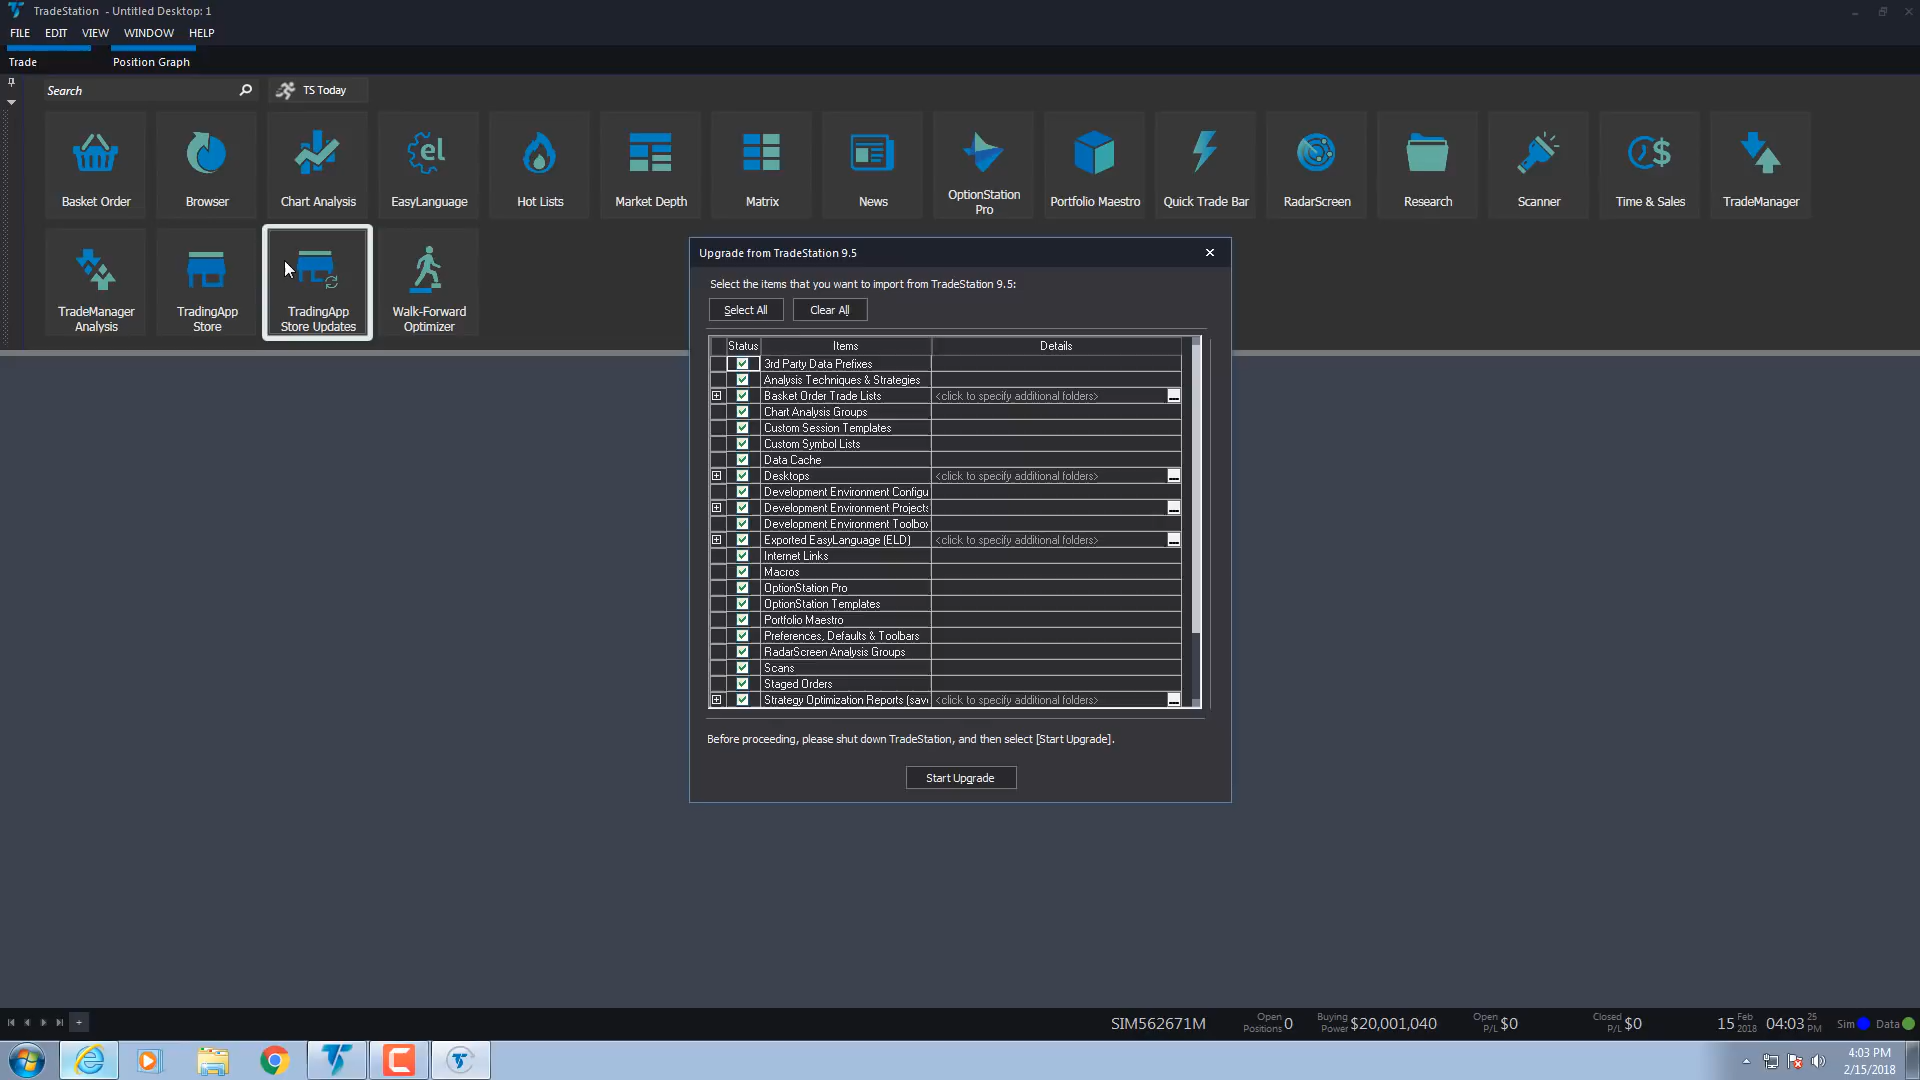 TradeStation - Untitled Desktop: 1
FILE EDIT VIEW WINDOW HELP
Trade Position Graph
Search TS Today
Basket Order
Browser
Chart Analysis
el
EasyLanguage
Hot Lists
Market Depth
Matrix
News
OptionStation
Pro
Portfolio Maestro
Quick Trade Bar
RadarScreen
Research
Scanner
Time & Sales
TradeManager
TradeManager
Analysis
TradingApp
Store
TradingApp
Store Updates
Walk-Forward
Optimizer
Upgrade from TradeStation 9.5
Select the items that you want to import from TradeStation 9.5:
Select All Clear All
Status Items Details
3rd Party Data Prefixes
Analysis Techniques & Strategies
Basket Order Trade Lists <click to specify additional folders> ...
Chart Analysis Groups
Custom Session Templates
Custom Symbol Lists
Data Cache
Desktops <click to specify additional folders> ...
Development Environment Configu
Development Environment Projects ...
Development Environment Toolbox
Exported EasyLanguage (ELD) <click to specify additional folders> ...
Internet Links
Macros
OptionStation Pro
OptionStation Templates
Portfolio Maestro
Preferences, Defaults & Toolbars
RadarScreen Analysis Groups
Scans
Staged Orders
Strategy Optimization Reports (save <click to specify additional folders> ...
Before proceeding, please shut down TradeStation, and then select [Start Upgrade].
Start Upgrade
SIM562671M
Open
Positions 0
Buying
Power $20,001,040
Open
P/L $0
Closed
P/L $0
15 Feb
2018
04:03 25
PM
Sim Data
4:03 PM
2/15/2018